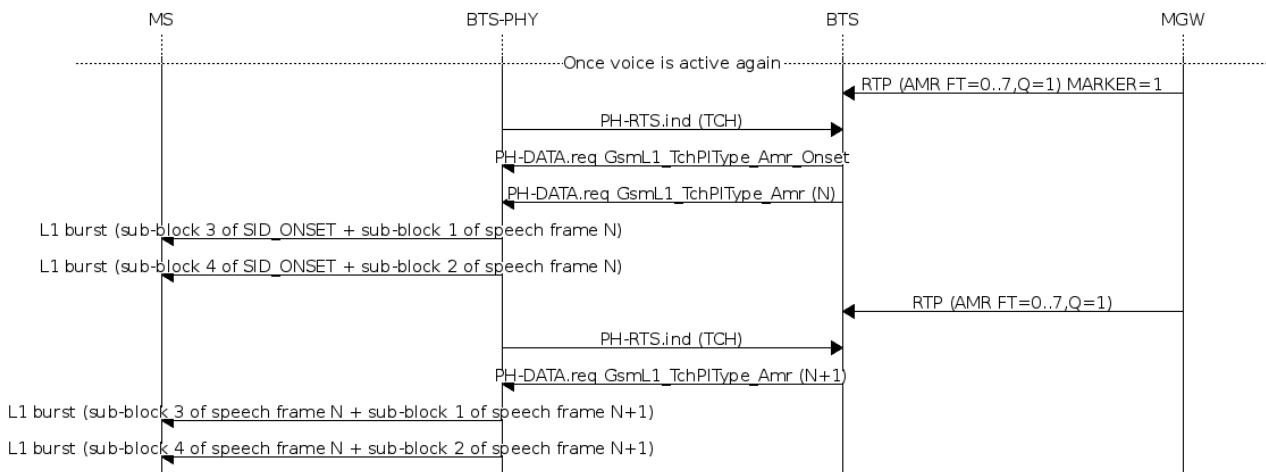 MS BTS-PHY BTS MGW
Once voice is active again
RTP (AMR FT=0..7,Q=1) MARKER=1
PH-RTS.ind (TCH)
PH-DATA.req GsmL1_TchPlType_Amr_Onset
PH-DATA.req GsmL1_TchPlType_Amr (N)
L1 burst (sub-block 3 of SID_ONSET + sub-block 1 of speech frame N)
L1 burst (sub-block 4 of SID_ONSET + sub-block 2 of speech frame N)
RTP (AMR FT=0..7,Q=1)
PH-RTS.ind (TCH)
PH-DATA.req GsmL1_TchPlType_Amr (N+1)
L1 burst (sub-block 3 of speech frame N + sub-block 1 of speech frame N+1)
L1 burst (sub-block 4 of speech frame N + sub-block 2 of speech frame N+1)